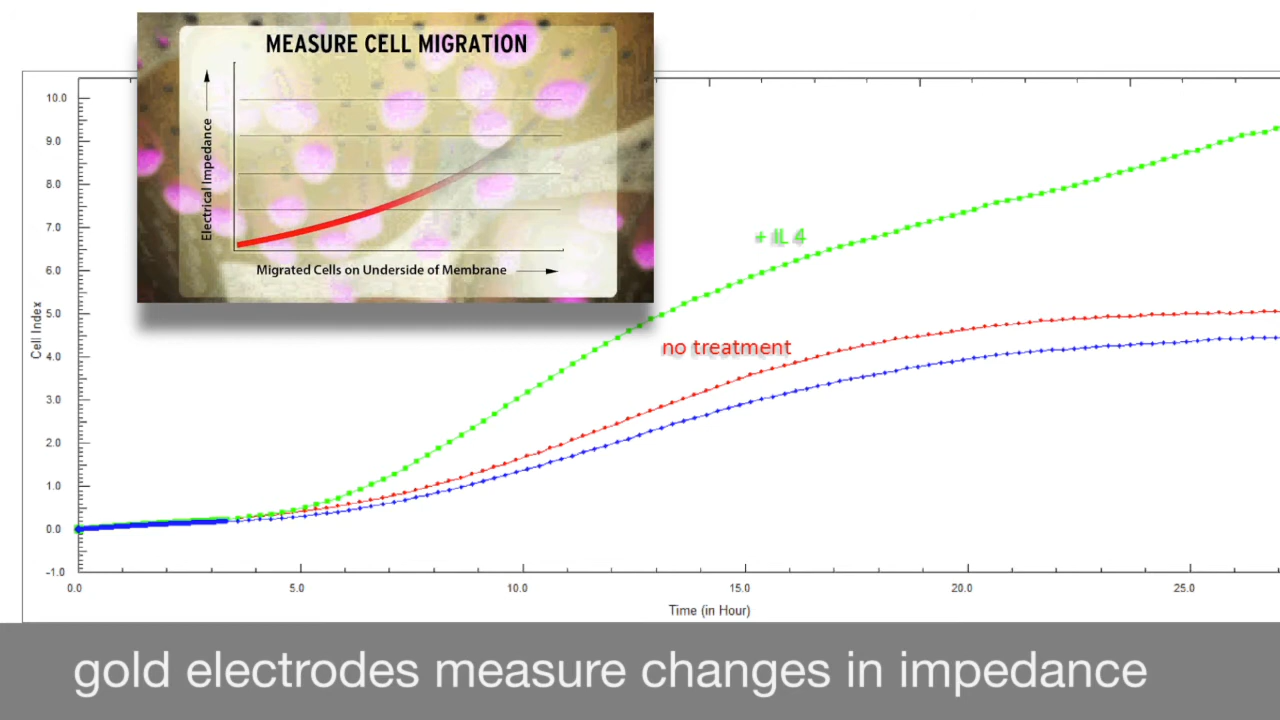 MEASURE CELL MIGRATION
Electrical Impedance
Migrated Cells on Underside of Membrane
10.0
9.0
8.0
7.0
6.0
5.0
4.0
3.0
2.0
1.0
0.0
-1.0
Cell Index
+ IL 4
no treatment
0.0 5.0 10.0 15.0 20.0 25.0
Time (in Hour)
gold electrodes measure changes in impedance